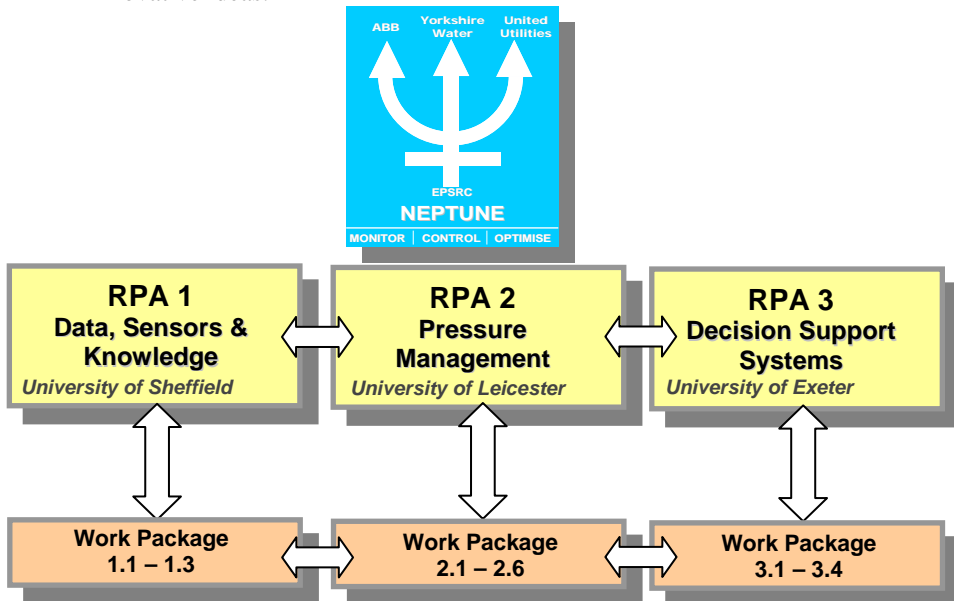 ABB
Yorkshire
Water
United
Utilities
EPSRC
NEPTUNE
MONITOR | CONTROL | OPTIMISE
RPA 1
Data, Sensors &
Knowledge
University of Sheffield
RPA 2
Pressure
Management
University of Leicester
RPA 3
Decision Support
Systems
University of Exeter
Work Package
1.1 – 1.3
Work Package
2.1 – 2.6
Work Package
3.1 – 3.4